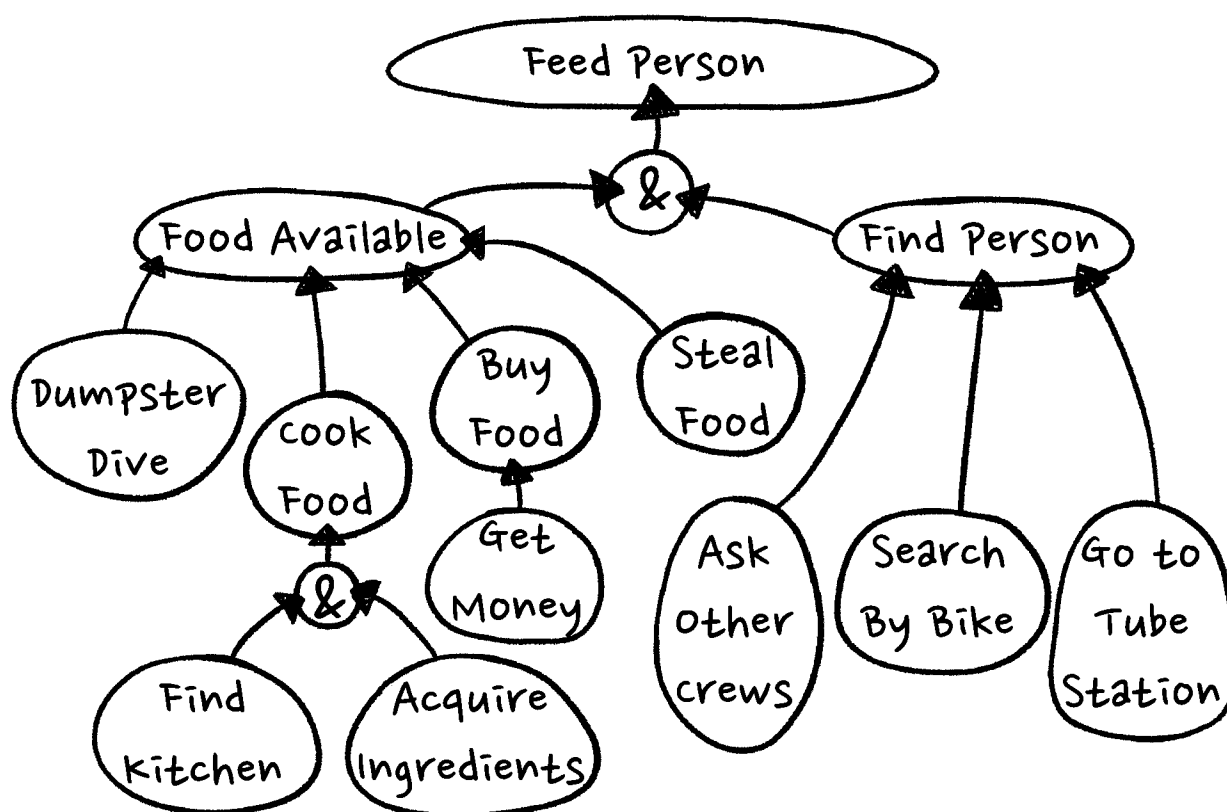 Feed Person
&
Food Available
Find Person
Dumpster
Dive
cook
Food
Buy
Food
Steal
Food
&
Get
Money
Find
Kitchen
Acquire
Ingredients
Ask
Other
crews
Search
By Bike
Go to
Tube
Station